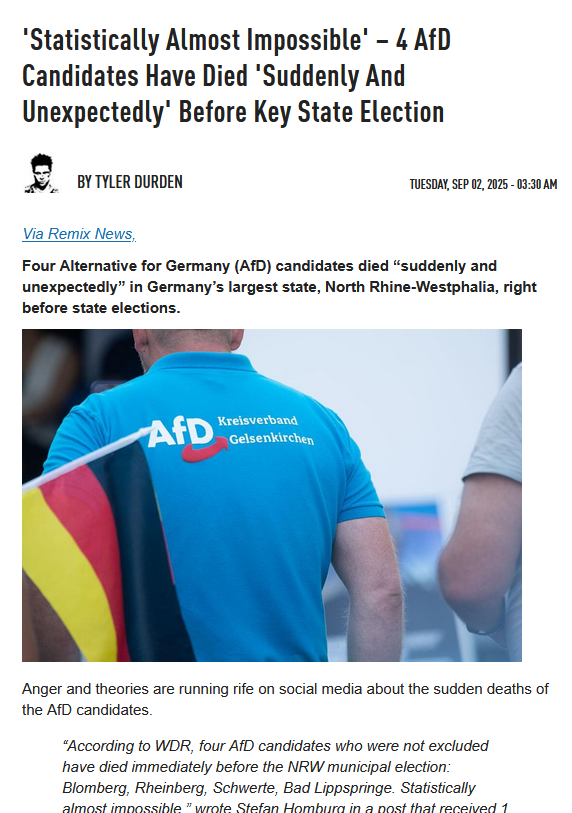 'Statistically Almost Impossible' – 4 AfD
Candidates Have Died 'Suddenly And
Unexpectedly' Before Key State Election
BY TYLER DURDEN
TUESDAY, SEP 02, 2025 - 03:30 AM
Via Remix News,
Four Alternative for Germany (AfD) candidates died “suddenly and
unexpectedly” in Germany’s largest state, North Rhine-Westphalia, right
before state elections.
AfD Kreisverband
Gelsenkirchen
Anger and theories are running rife on social media about the sudden deaths of
the AfD candidates.
“According to WDR, four AfD candidates who were not excluded
have died immediately before the NRW municipal election:
Blomberg, Rheinberg, Schwerte, Bad Lippspringe. Statistically
almost impossible,” wrote Stefan Homburg in a post that received 1